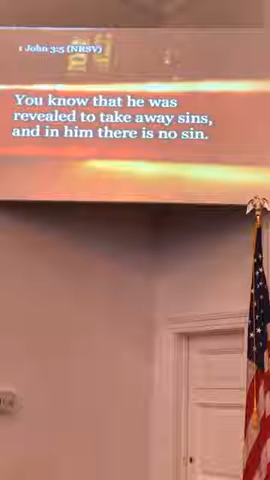 1 John 3:5 (NRSV)
You know that he was
revealed to take away sins,
and in him there is no sin.